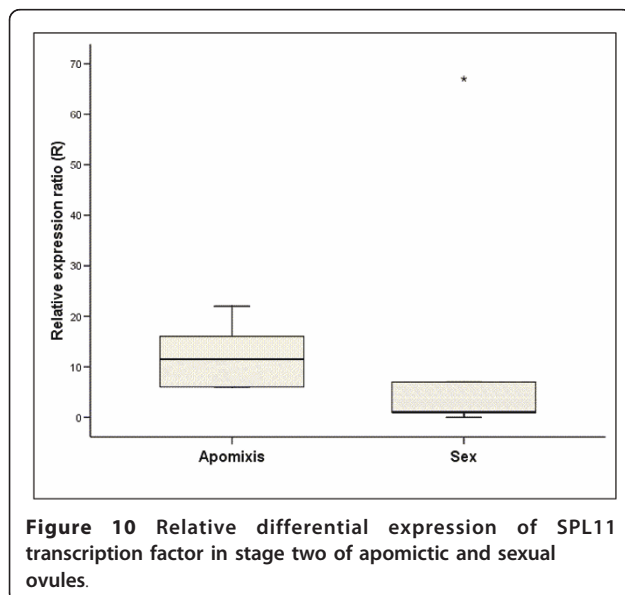 70
60
50
40
30
20
10
0
Relative expression ratio (R)
*
Apomixis
Sex
Figure 10 Relative differential expression of SPL11
transcription factor in stage two of apomictic and sexual
ovules.